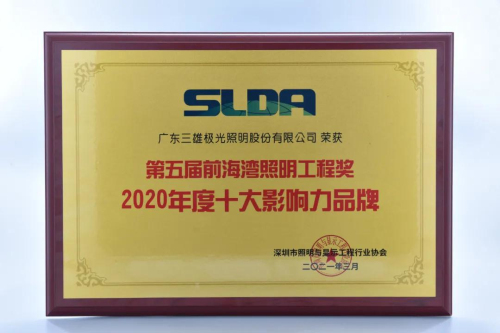 SLDA
广东三雄极光照明股份有限公司 荣获
第五届前海湾照明工程奖
2020年度十大影响力品牌
深圳市照明与显示工程行业协会
二〇二一年三月